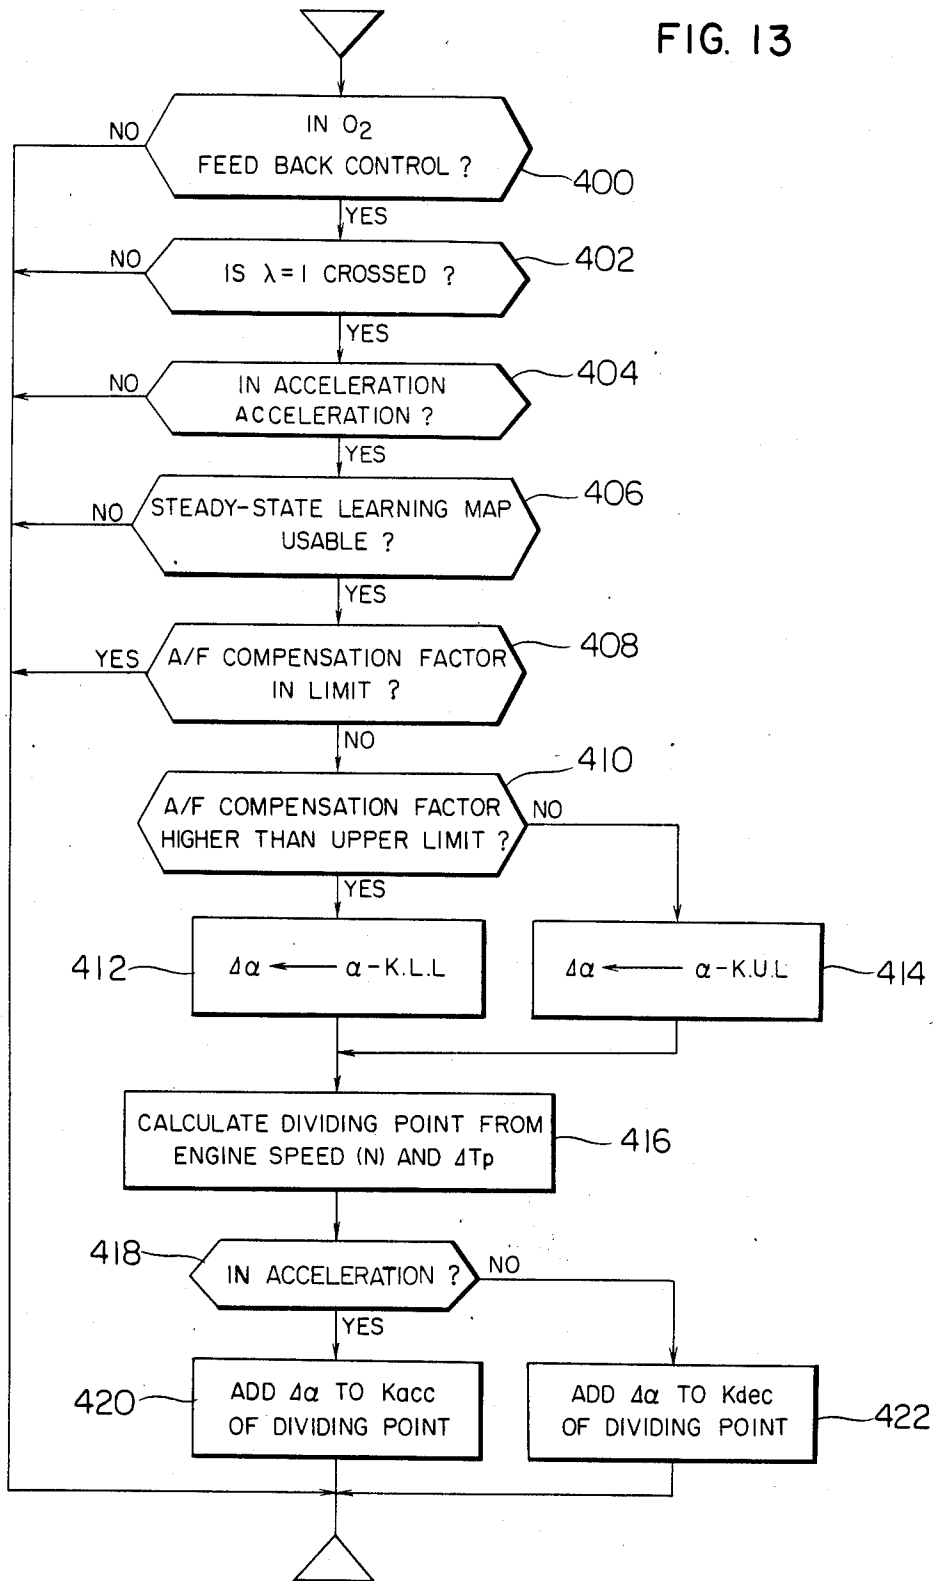 FIG. 13
IN O2
FEED BACK CONTROL ?
NO
400
YES
IS λ=1 CROSSED ?
NO
402
YES
IN ACCELERATION
ACCELERATION ?
NO
404
YES
STEADY-STATE LEARNING MAP
USABLE ?
NO
406
YES
A/F COMPENSATION FACTOR
IN LIMIT ?
YES
408
NO
A/F COMPENSATION FACTOR
HIGHER THAN UPPER LIMIT ?
410
NO
YES
412
Δα ← α-K.L.L
Δα ← α-K.U.L
414
CALCULATE DIVIDING POINT FROM
ENGINE SPEED (N) AND ΔTp
416
418
IN ACCELERATION ?
NO
YES
420
ADD Δα TO Kacc
OF DIVIDING POINT
ADD Δα TO Kdec
OF DIVIDING POINT
422